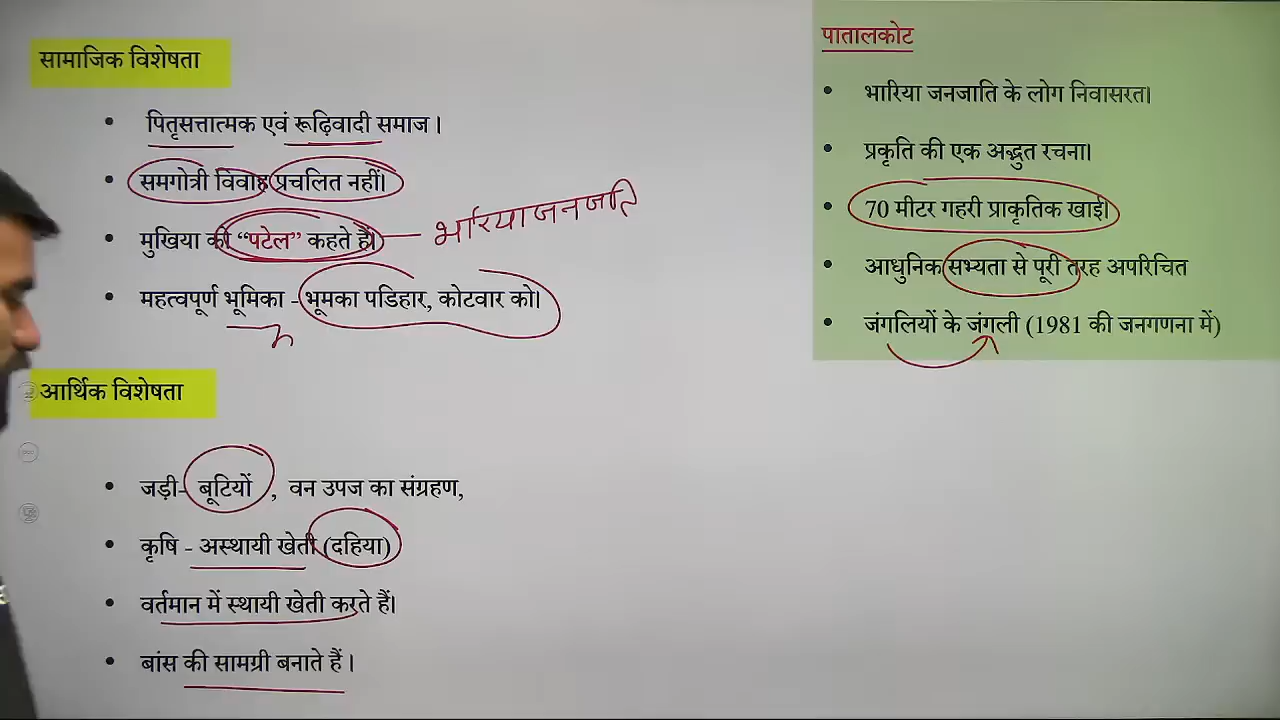 सामाजिक विशेषता
• पितृसत्तात्मक एवं रूढ़िवादी समाज।
• समगोत्री विवाह प्रचलित नहीं।
• मुखिया को “पटेल” कहते है। — भारिया जनजाति
• महत्वपूर्ण भूमिका - भूमका पडिहार, कोटवार को।
आर्थिक विशेषता
• जड़ी- बूटियों , वन उपज का संग्रहण,
• कृषि - अस्थायी खेती (दहिया)
• वर्तमान में स्थायी खेती करते हैं।
• बांस की सामग्री बनाते हैं।
पातालकोट
• भारिया जनजाति के लोग निवासरत।
• प्रकृति की एक अद्भुत रचना।
• 70 मीटर गहरी प्राकृतिक खाई।
• आधुनिक सभ्यता से पूरी तरह अपरिचित
• जंगलियों के जंगली (1981 की जनगणना में)